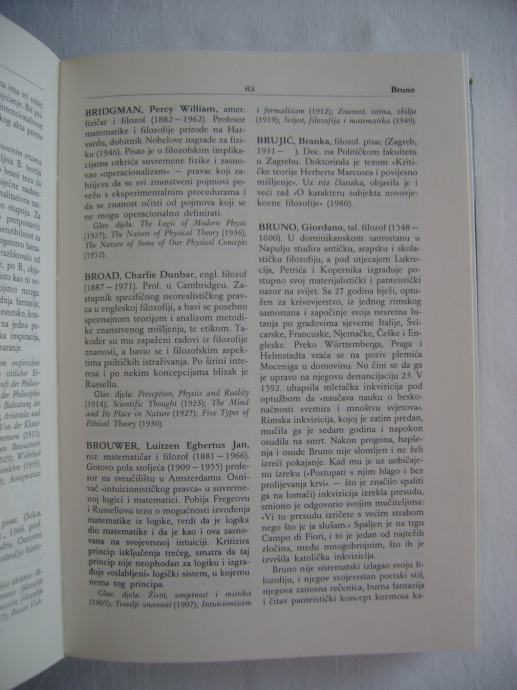 63
Bruno
BRIDGMAN, Percy William, amer.
fizičar i filozof (1882—1962). Profesor
matematike i filozofije prirode na Har-
vardu, dobitnik Nobelove nagrade za fizi-
ku (1946). Pisao je o filozofskim implika-
cijama otkrića suvremene fizike i zasno-
vao »operacionalizam« — pravac koji za-
htijeva da se svi znanstveni pojmovi pove-
žu s eksperimentalnim procedurama i
da se znanost očisti od pojmova koji se
ne mogu operacionalno definirati.
Glav. djela: The Logic of Modern Physic
(1927); The Nature of Physical Theory (1936);
The Nature of Some of Our Physical Concepts
(1952).
BROAD, Charlie Dunbar, engl. filozof
(1887—1971). Prof. u Cambridgeu. Za-
stupnik specifičnog neorealističkog prav-
ca u engleskoj filozofiji, a bavi se posebno
spoznajnom teorijom i analizom metodi-
ke znanstvenog mišljenja, te etikom. Ta-
kođer su mu zapaženi radovi iz filozofije
znanosti, a bavio se i filozofskim aspekti-
ma psihičkih istraživanja. Po širini inte-
resa i po nekim koncepcijama blizak je
Russellu.
Glav. djela: Perception, Physics and Reality
(1914); Scientific Thought (1923); The Mind
and Its Place in Nature (1927); Five Types of
Ethical Theory (1930).
BROUWER, Luitzen Egbertus Jan,
niz. matematičar i filozof (1881—1966).
Gotovo pola stoljeća (1909—1955) profe-
sor na sveučilištu u Amsterdamu. Osni-
vač »intuicionističkog pravca« u suvreme-
noj logici i matematici. Pobija Fregeovu
i Russellovu tezu o mogućnosti izvođenja
matematike iz logike, tvrdi da je logika
dio matematike i da je kao i ova zasnova-
na na svojevrsnoj intuiciji. Kritizira
princip isključenja trećeg, smatra da taj
princip nije neophodan za logiku i izgra-
đuje »oslabljeni« logički sistem, u kojemu
nema tog principa.
Glav. djela: Život, umjetnost i mistika
(1905); Temelji znanosti (1907); Intuicionizam
i formalizam (1912); Znanost, istina, zbilja
(1919); Svijest, filozofija i matematika (1949).
BRUJIĆ, Branka, filozof. pisac (Zagreb,
1931— ). Doc. na Političkom fakultetu
u Zagrebu. Doktorirala je tezom »Kriti-
čke teorije Herberta Marcusea i povijesno
mišljenje«. Uz niz članaka, objavila je i
veći rad »O karakteru subjekta novovje-
kovne filozofije« (1980).
BRUNO, Giordano, tal. filozof (1548—
1600). U dominikanskom samostanu u
Napulju studira antičku, arapsku i skola-
stičku filozofiju, a pod utjecajem Lukre-
cija, Petrića i Kopernika izgrađuje po-
stupno svoj materijalistički i panteistički
nazor na svijet. Sa 27 godina bježi, optu-
žen za krivovjerstvo, iz jednog rimskog
samostana i započinje svoja nesretna luta-
nja po gradovima sjeverne Italije, Švi-
carske, Francuske, Njemačke, Češke i En-
gleske. Preko Württemberga, Praga i
Helmstadta vraća se na poziv plemića
Moceniga u domovinu. No čini se da ga
je upravo na njegovu denuncijaciju 23. V
1592. uhapsila mletačka inkvizicija pod
optužbom da »naučava nauku o besko-
načnosti svemira i mnoštvu svjetova«.
Rimska inkvizicija, kojoj je zatim predan,
mučila ga je sedam godina i napokon
osudila na smrt. Nakon progona, hapše-
nja i osude Bruno nije slomljen i ne želi
izreći pokajanje. Kad mu je uz uobičaje-
nu izreku (»Postupati s njim blago i bez
prolijevanja krvi« — što je značilo spaliti
ga na lomači) inkvizicija izrekla presudu,
smiono je odgovorio svojim mučiteljima:
»Vi tu presudu izričete s većim strahom
nego što je ja slušam.« Spaljen je na trgu
Campo di Fiori, i to je jedan od najtežih
zločina, među mnogobrojnim, što ih je
izvršila katolička inkvizicija.
Bruno nije sistematski izlagao svoju fi-
lozofiju, i njegov svojevrstan poetski stil,
njegova zanosna rečenica, burna fantazija
i čitav panteistički koncept kozmosa ka-